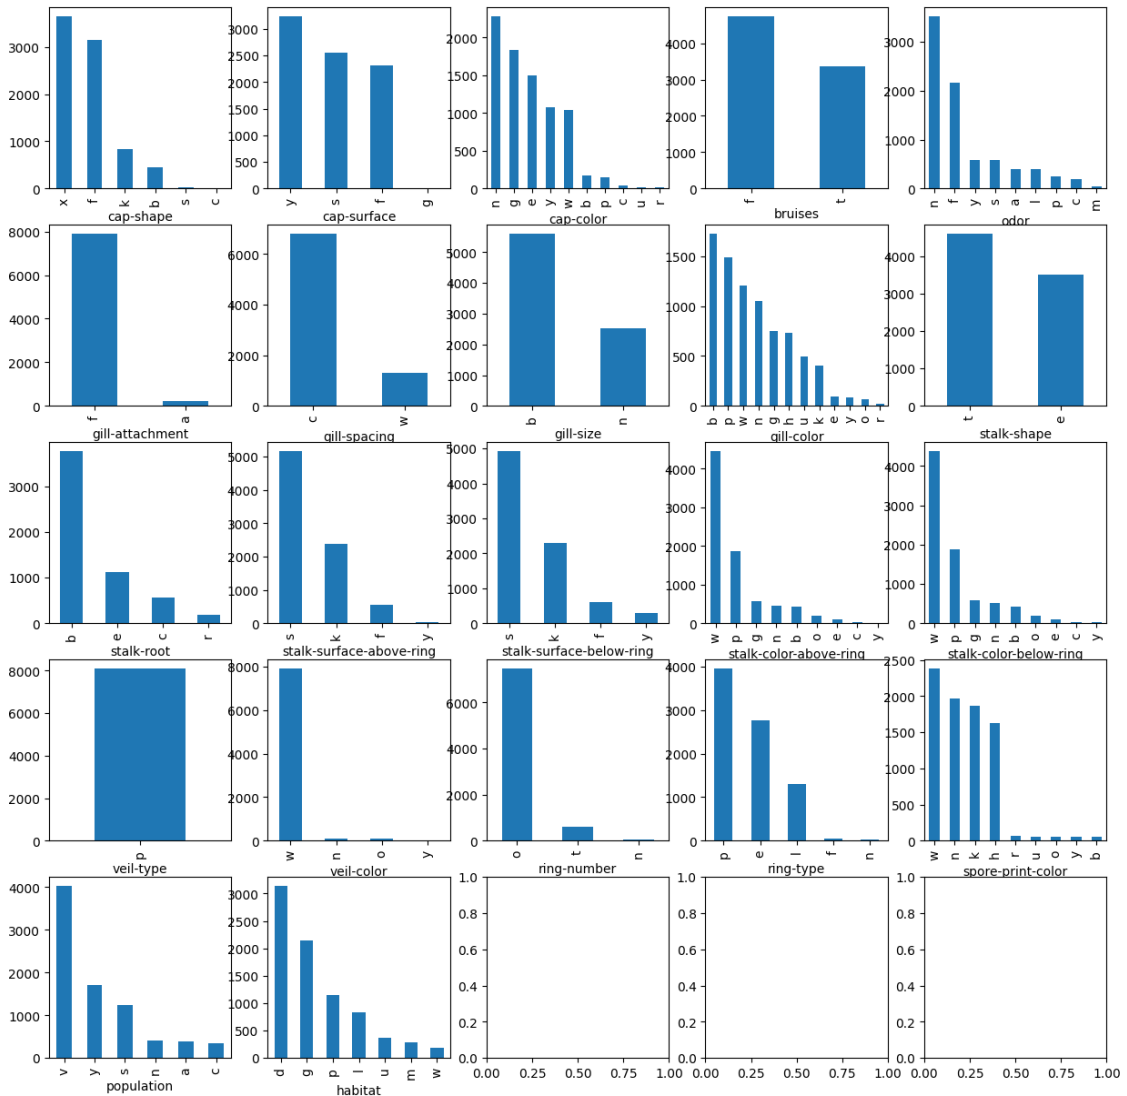 3000
2000
1000
0
x f k b s c
cap-shape
3000
2500
2000
1500
1000
500
0
y s f g
cap-surface
2000
1500
1000
500
0
n g e y w b p c u r
cap-color
4000
3000
2000
1000
0
f t
bruises
3000
2000
1000
0
n f y s a l p c m
odor
8000
7000
6000
5000
4000
3000
2000
1000
0
f a
gill-attachment
6000
4000
2000
0
c w
gill-spacing
5000
4000
3000
2000
1000
0
b n
gill-size
1500
1000
500
0
b p w n g h u k e y o r
gill-color
4000
3000
2000
1000
0
t e
stalk-shape
3000
2000
1000
0
b e c r
stalk-root
5000
4000
3000
2000
1000
0
s k f y
stalk-surface-above-ring
5000
4000
3000
2000
1000
0
s k f y
stalk-surface-below-ring
4000
3000
2000
1000
0
w p g n b o e c y
stalk-color-above-ring
4000
3000
2000
1000
0
w p g n b o e c y
stalk-color-below-ring
8000
6000
4000
2000
0
p
veil-type
8000
7000
6000
5000
4000
3000
2000
1000
0
w n o y
veil-color
6000
4000
2000
0
o t n
ring-number
4000
3000
2000
1000
0
p e l f n
ring-type
2500
2000
1500
1000
500
0
w n k h r u o y b
spore-print-color
4000
3000
2000
1000
0
v y s n a c
population
3000
2500
2000
1500
1000
500
0
d g p l u m w
habitat
1.0
0.8
0.6
0.4
0.2
0.0
0.00 0.25 0.50 0.75 1.00
1.0
0.8
0.6
0.4
0.2
0.0
0.00 0.25 0.50 0.75 1.00
1.0
0.8
0.6
0.4
0.2
0.0
0.00 0.25 0.50 0.75 1.00